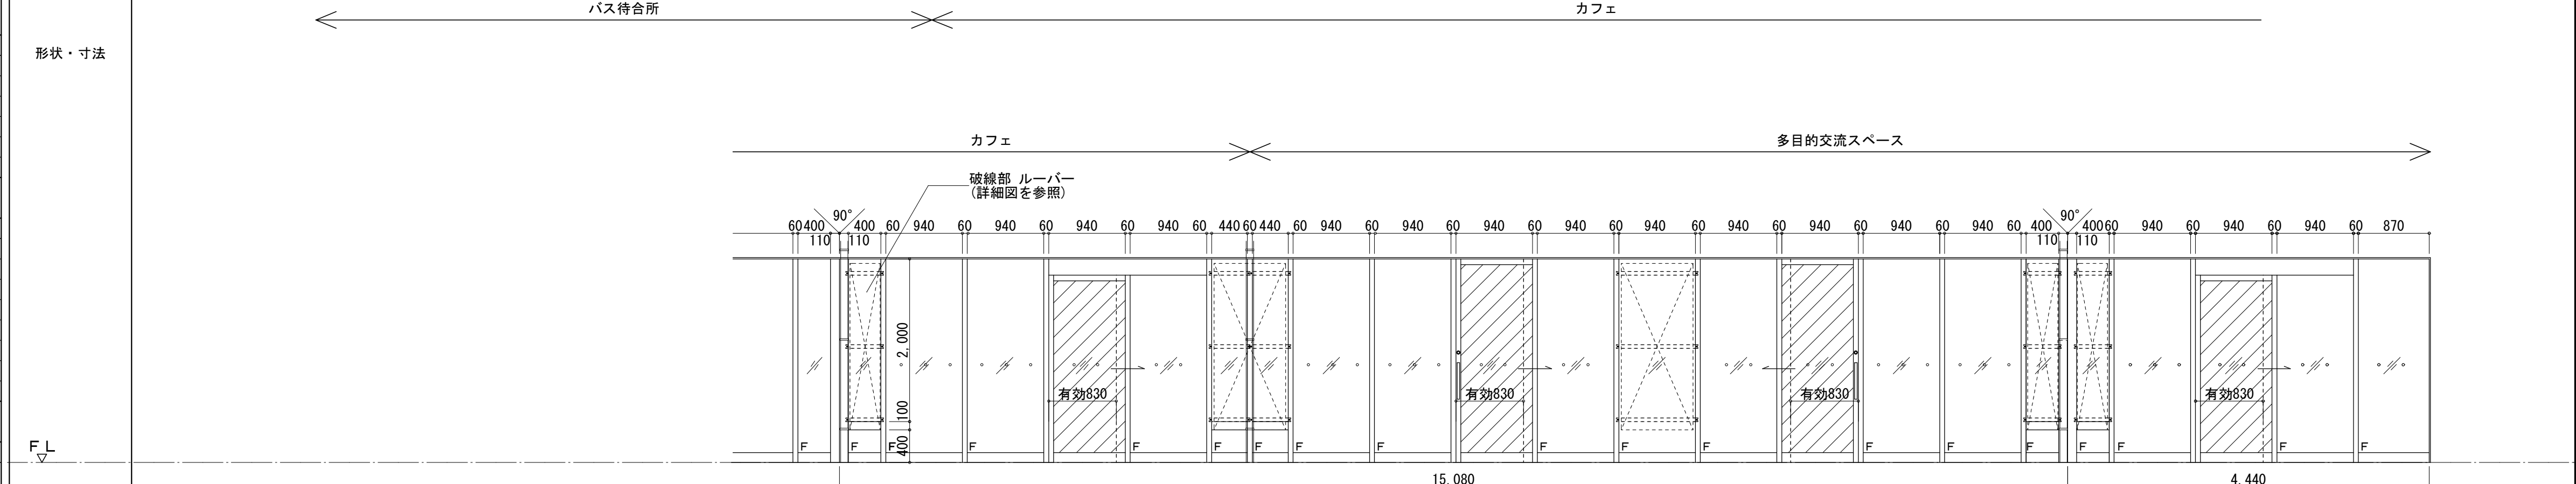 バス待合所
カフェ
形状・寸法
カフェ
多目的交流スペース
破線部 ルーバー
(詳細図を参照)
90°
90°
60 400 400 60 940 60 940 60 940 60 940 60 440 60 440 60 940 60 940 60 940 60 940 60 940 60 940 60 940 60 940 60 940 60 400 400 60 940 60 940 60 940 60 870
110 110 110 110
2,000
有効830 有効830 有効830 有効830
100
400
F F F F F F F F F F F F F F F F F F F
FL
15,080
4,440